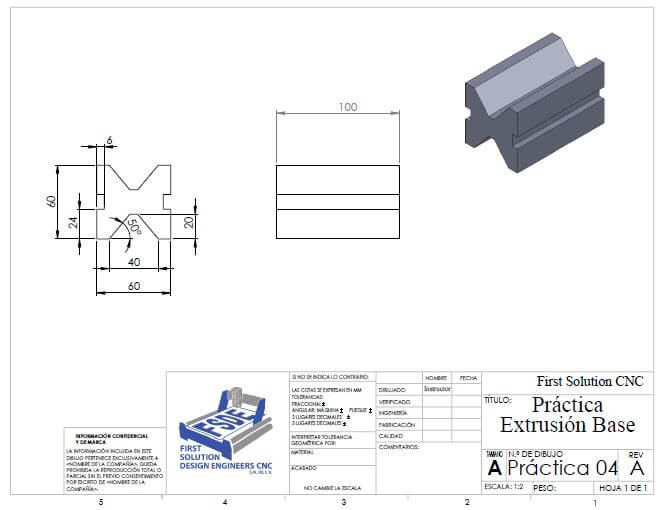 100
6
60
24
50°
20
40
60
SI NO SE INDICA LO CONTRARIO:
LAS COTAS SE EXPRESAN EN MM
TOLERANCIAS:
FRACCIONAL±
ANGULAR: MÁQUINA± PLIEGUE ±
2 LUGARES DECIMALES ±
3 LUGARES DECIMALES ±
INTERPRETAR TOLERANCIA
GEOMÉTRICA POR:
MATERIAL
ACABADO
NO CAMBIE LA ESCALA
NOMBRE FECHA
DIBUJADO Instructor
VERIFICADO
INGENIERÍA
FABRICACIÓN
CALIDAD
COMENTARIOS:
First Solution CNC
TÍTULO:
Práctica
Extrusión Base
TAMAÑO N.º DE DIBUJO REV
A Práctica 04 A
ESCALA: 1:2 PESO: HOJA 1 DE 1
FSDE
FIRST
SOLUTION
DESIGN ENGINEERS CNC
S.A. DE C.V.
INFORMACIÓN CONFIDENCIAL
Y DE MARCA
LA INFORMACIÓN INCLUIDA EN ESTE
DIBUJO PERTENECE EXCLUSIVAMENTE A
<NOMBRE DE LA COMPAÑÍA>. QUEDA
PROHIBIDA LA REPRODUCCIÓN TOTAL O
PARCIAL SIN EL PREVIO CONSENTIMIENTO
POR ESCRITO DE <NOMBRE DE LA
COMPAÑÍA>.
5 4 3 2 1